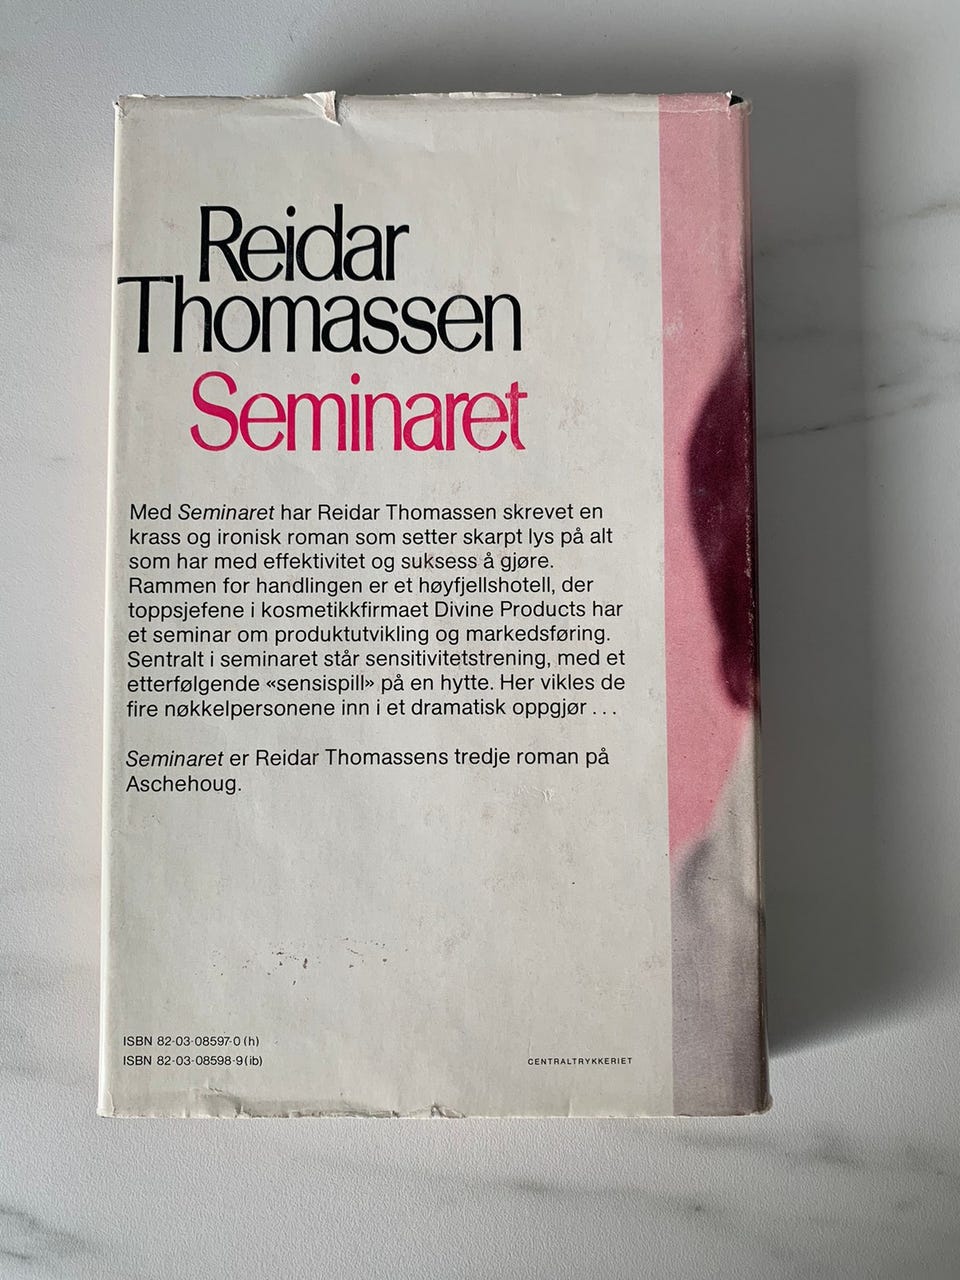 Reidar
Thomassen
Seminaret
Med Seminaret har Reidar Thomassen skrevet en
krass og ironisk roman som setter skarpt lys på alt
som har med effektivitet og suksess å gjøre.
Rammen for handlingen er et høyfjellshotell, der
toppsjefene i kosmetikkfirmaet Divine Products har
et seminar om produktutvikling og markedsføring.
Sentralt i seminaret står sensitivitetstrening, med et
etterfølgende «sensispill» på en hytte. Her vikles de
fire nøkkelpersonene inn i et dramatisk oppgjør . . .
Seminaret er Reidar Thomassens tredje roman på
Aschehoug.
ISBN 82-03-08597-0 (h)
ISBN 82-03-08598-9 (ib)
CENTRALTRYKKERIET